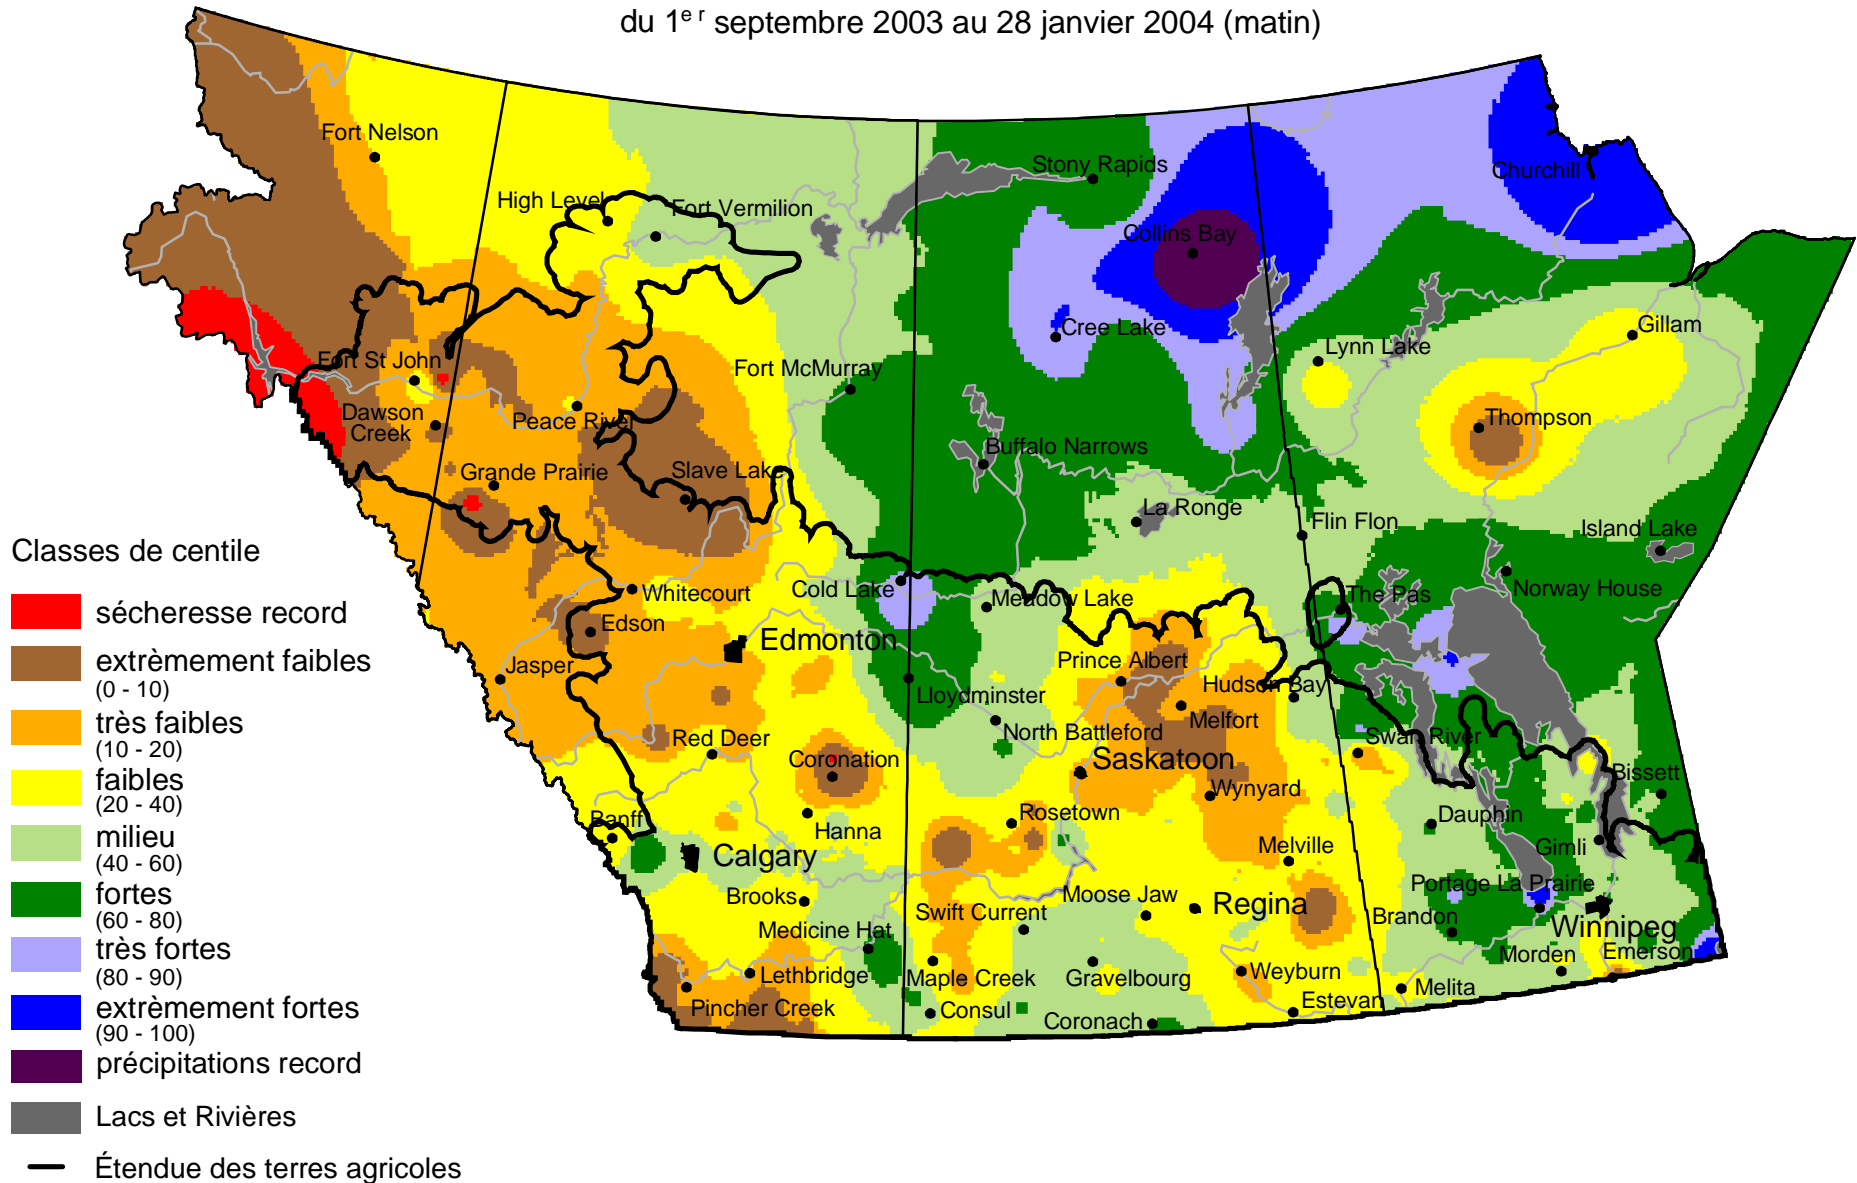 du 1er septembre 2003 au 28 janvier 2004 (matin)
Fort Nelson
Stony Rapids
Churchill
High Level
Fort Vermilion
Collins Bay
Cree Lake
Gillam
Lynn Lake
Fort St John
Fort McMurray
Dawson
Creek
Peace River
Thompson
Buffalo Narrows
Grande Prairie
Slave Lake
La Ronge
Flin Flon
Island Lake
Norway House
Cold Lake
Whitecourt
Meadow Lake
The Pas
Edson
Edmonton
Jasper
Prince Albert
Hudson Bay
Lloydminster
Melfort
North Battleford
Red Deer
Swan River
Coronation
Saskatoon
Bissett
Wynyard
Banff
Hanna
Rosetown
Dauphin
Calgary
Melville
Gimli
Brooks
Moose Jaw
Portage La Prairie
Swift Current
Regina
Brandon
Winnipeg
Medicine Hat
Morden
Emerson
Lethbridge
Maple Creek
Gravelbourg
Weyburn
Melita
Pincher Creek
Consul
Coronach
Estevan
Classes de centile
sécheresse record
extrèmement faibles
(0 - 10)
très faibles
(10 - 20)
faibles
(20 - 40)
milieu
(40 - 60)
fortes
(60 - 80)
très fortes
(80 - 90)
extrèmement fortes
(90 - 100)
précipitations record
Lacs et Rivières
Étendue des terres agricoles